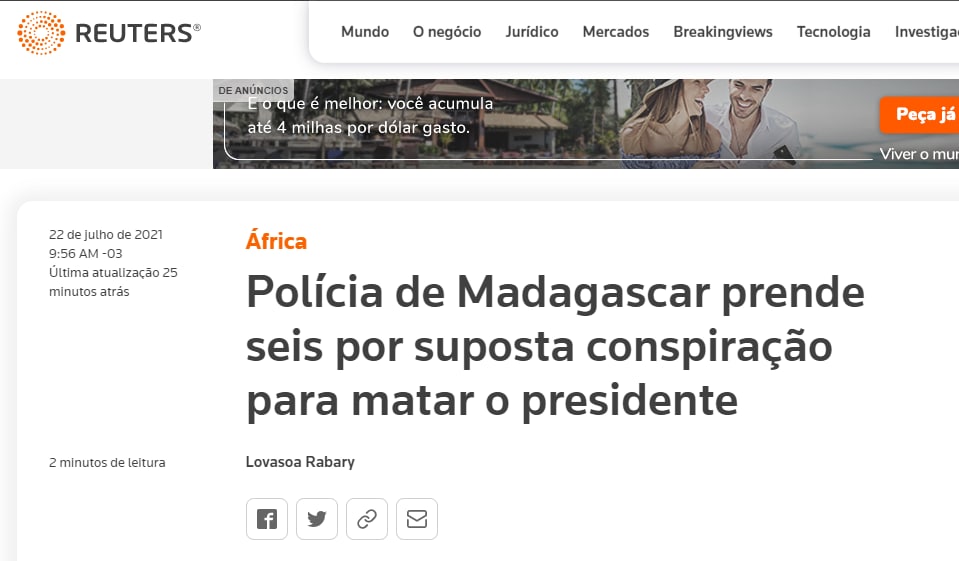 REUTERS®
Mundo O negócio Jurídico Mercados Breakingviews Tecnologia Investiga
DE ANÚNCIOS
E o que é melhor: você acumula
até 4 milhas por dólar gasto.
Peça já
Viver o mun
22 de julho de 2021
9:56 AM -03
Última atualização 25
minutos atrás
África
Polícia de Madagascar prende
seis por suposta conspiração
para matar o presidente
2 minutos de leitura
Lovasoa Rabary